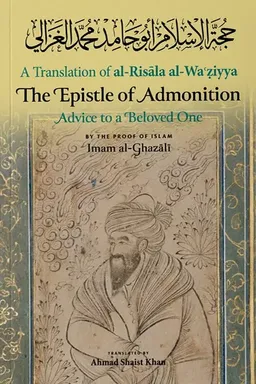 حجة الإسلام أبو حامد محمد الغزالي
A Translation of al-Risāla al-Waʿẓiyya
The Epistle of Admonition
Advice to a Beloved One
BY THE PROOF OF ISLAM
Imam al-Ghazālī
TRANSLATED BY
Ahmad Shaist Khan